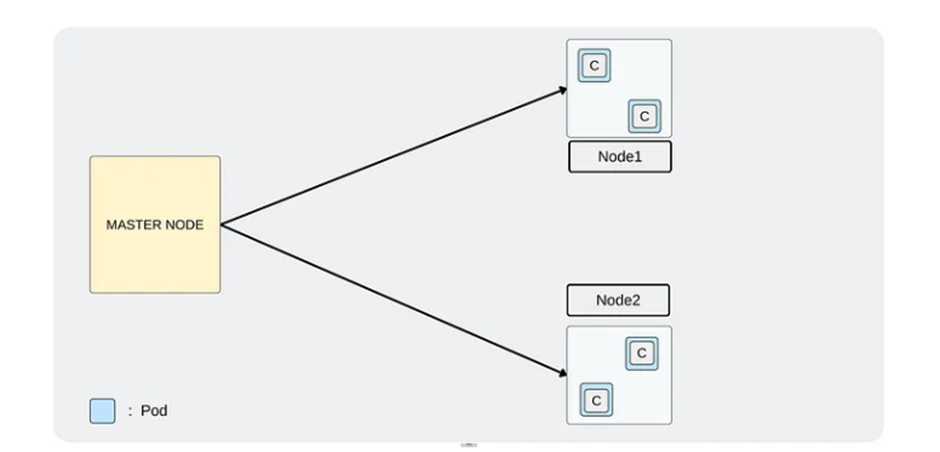 C
C
Node1
MASTER NODE
Node2
C
C
: Pod